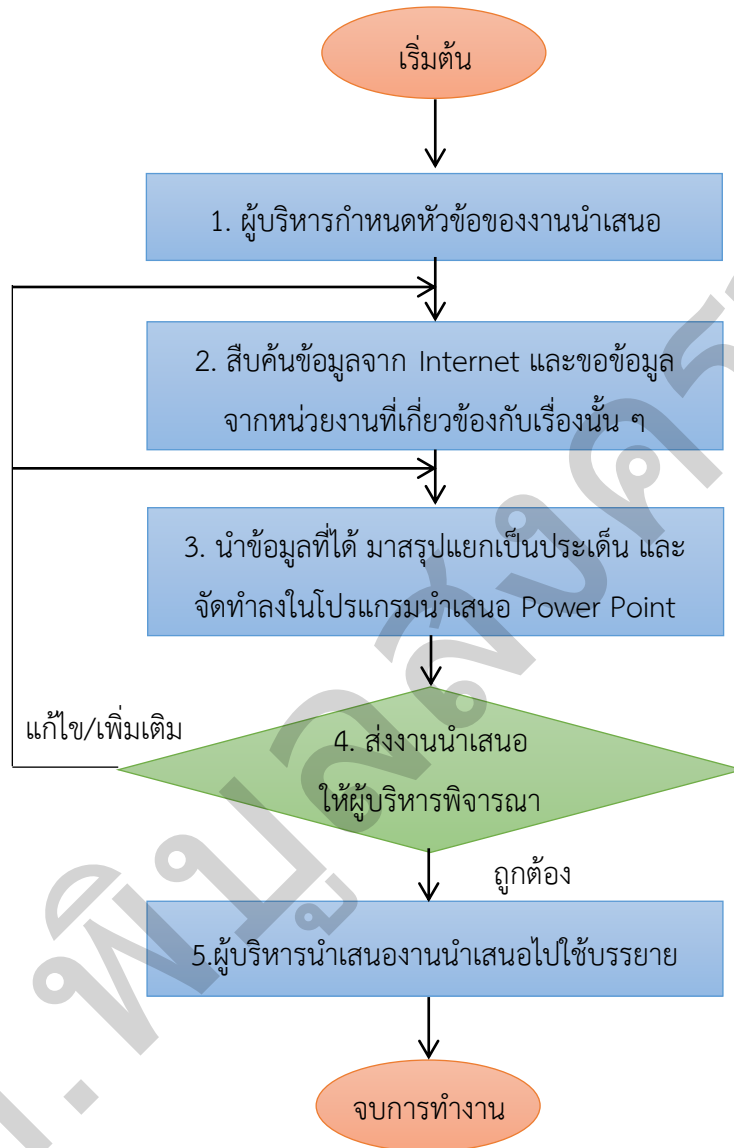 เริ่มต้น
1. ผู้บริหารกำหนดหัวข้อของงานนำเสนอ
2. สืบค้นข้อมูลจาก Internet และขอข้อมูล
จากหน่วยงานที่เกี่ยวข้องกับเรื่องนั้น ๆ
3. นำข้อมูลที่ได้ มาสรุปแยกเป็นประเด็น และ
จัดทำลงในโปรแกรมนำเสนอ Power Point
แก้ไข/เพิ่มเติม
4. ส่งงานนำเสนอ
ให้ผู้บริหารพิจารณา
ถูกต้อง
5.ผู้บริหารนำเสนองานนำเสนอไปใช้บรรยาย
จบการทำงาน